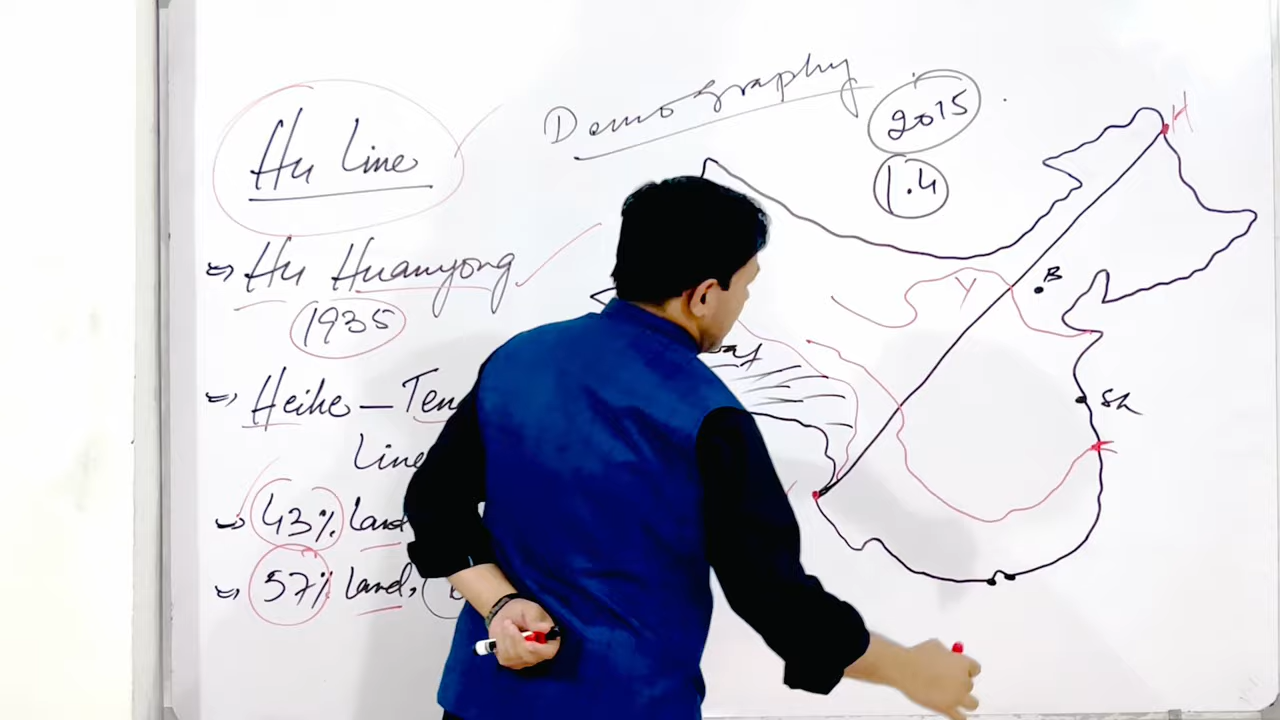 Demography
2015
1.4
Hu Line
⇒ Hu Huanyong
1935
⇒ Heihe – Ten
Line
→ 43% Land
⇒ 57% Land,
H
B
Y
Sh